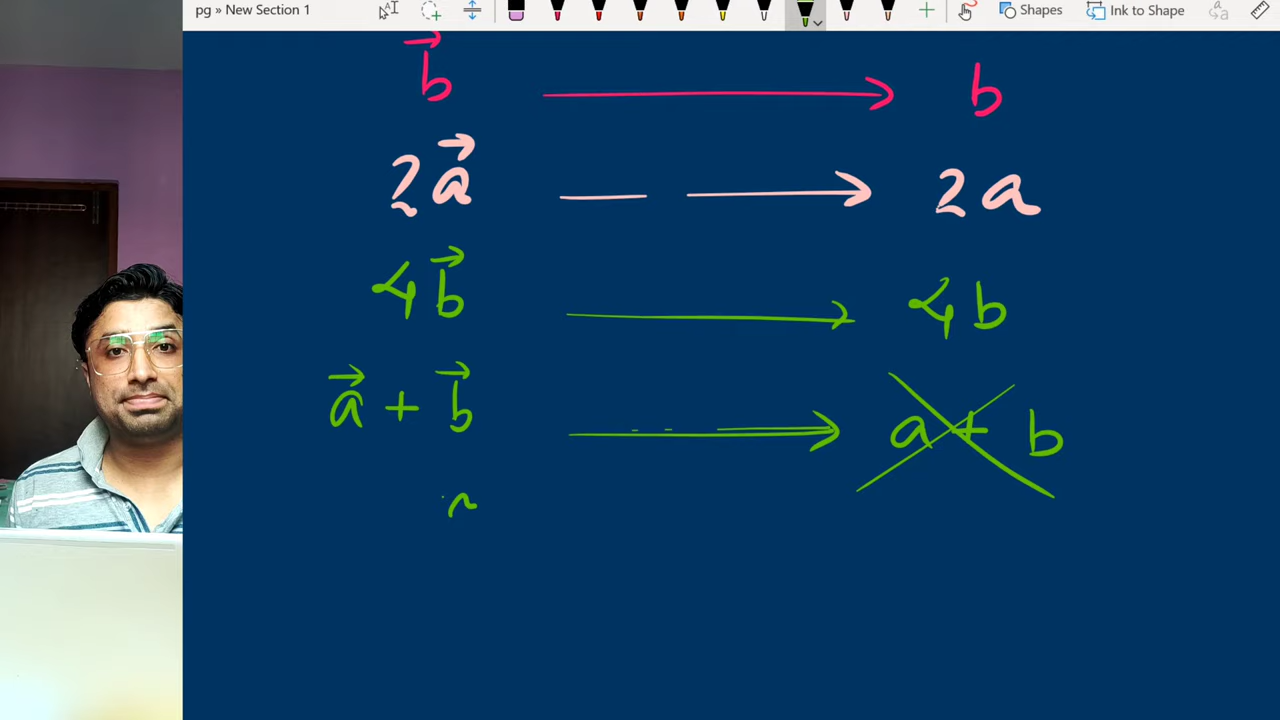 pg » New Section 1 Shapes Ink to Shape
b⃗ ⟶ b
2a⃗ — ⟶ 2a
4b⃗ ⟶ 4b
a⃗ + b⃗ ⟶ a + b